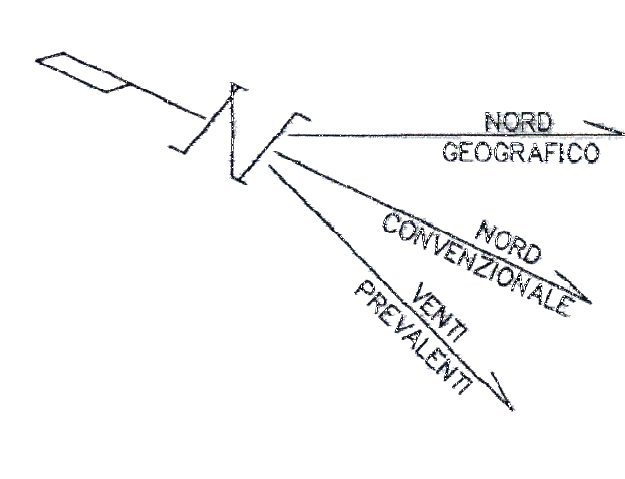 N
NORD
GEOGRAFICO
NORD
CONVENZIONALE
VENTI
PREVALENTI